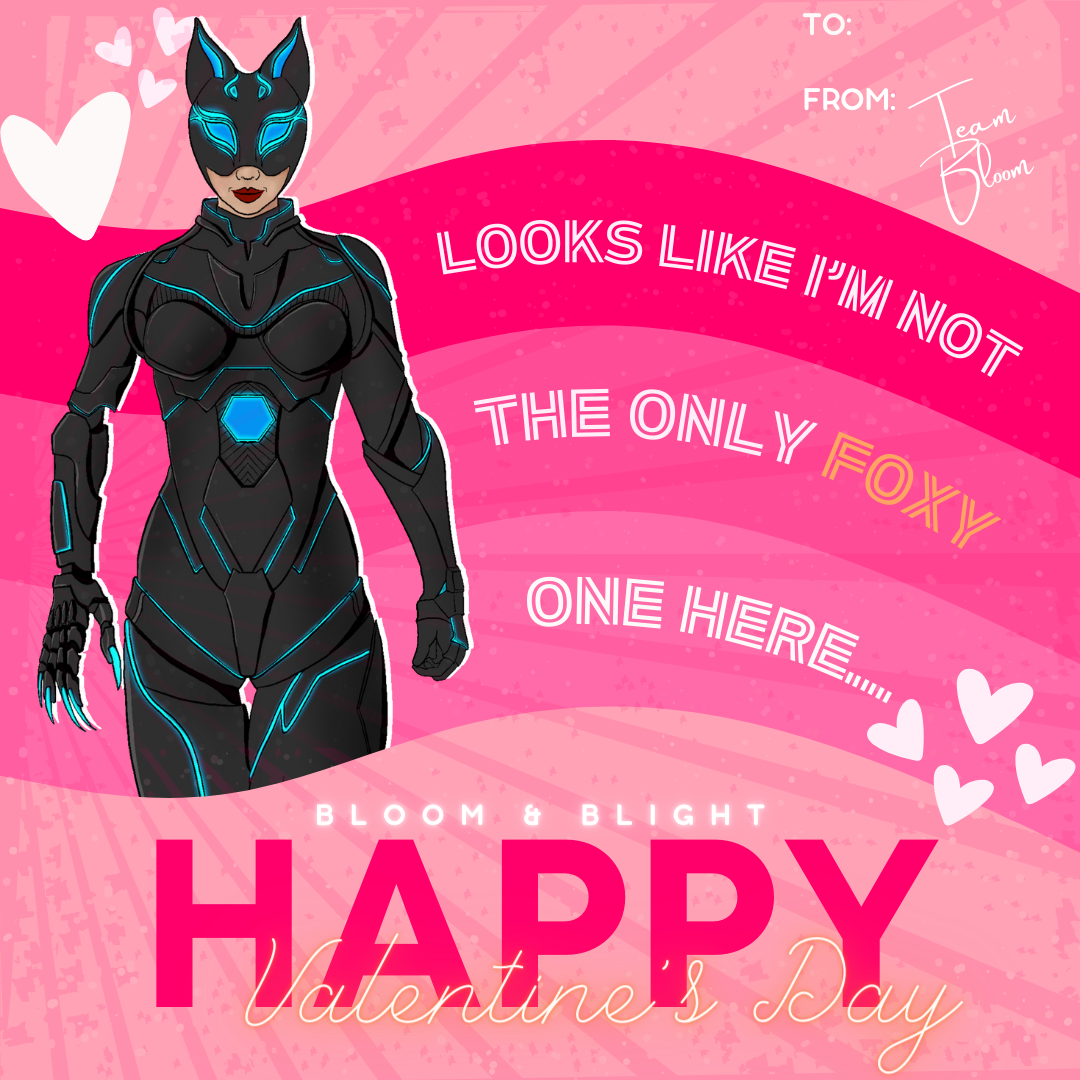 TO:
FROM: Team
Bloom
LOOKS LIKE I'M NOT
THE ONLY FOXY
ONE HERE.....
BLOOM & BLIGHT
HAPPY
Valentine's Day